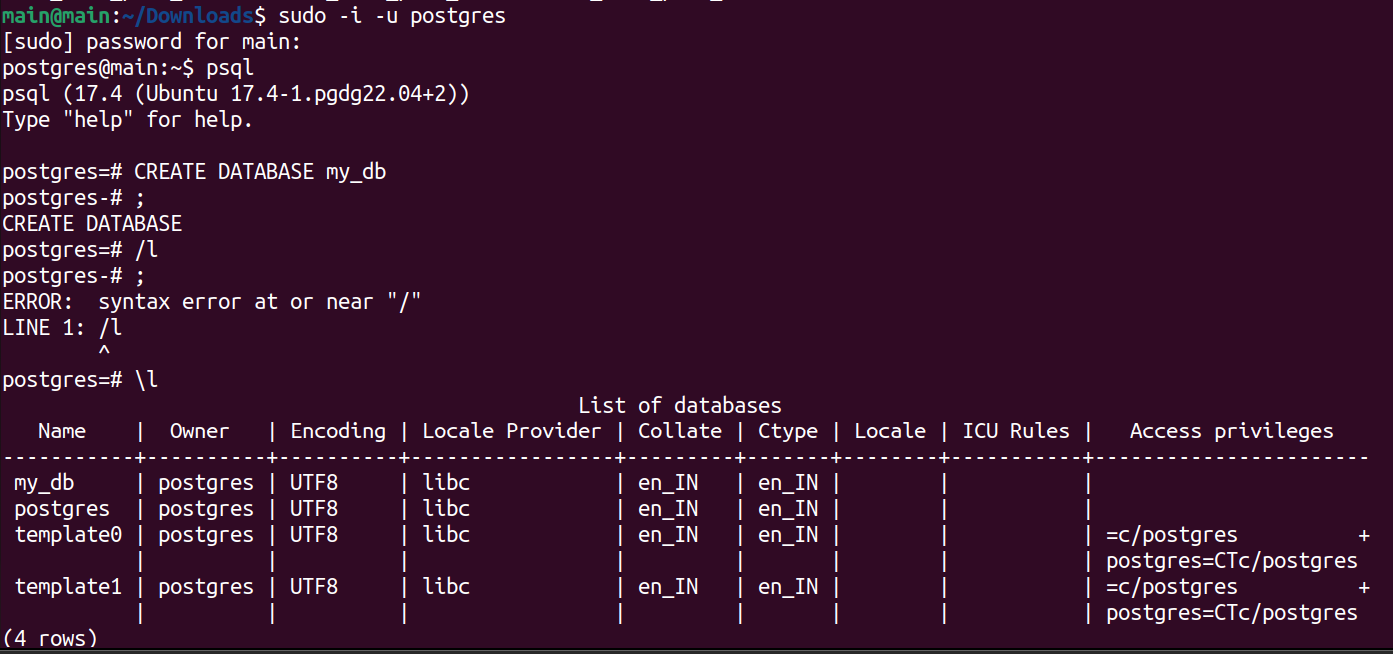 main@main:~/Downloads$ sudo -i -u postgres
[sudo] password for main:
postgres@main:~$ psql
psql (17.4 (Ubuntu 17.4-1.pgdg22.04+2))
Type "help" for help.

postgres=# CREATE DATABASE my_db
postgres-# ;
CREATE DATABASE
postgres=# /l
postgres-# ;
ERROR:  syntax error at or near "/"
LINE 1: /l
        ^
postgres=# \l
                                                List of databases
   Name    |  Owner   | Encoding | Locale Provider | Collate | Ctype | Locale | ICU Rules |   Access privileges
-----------+----------+----------+-----------------+---------+-------+--------+-----------+-----------------------
 my_db     | postgres | UTF8     | libc            | en_IN   | en_IN |        |           |
 postgres  | postgres | UTF8     | libc            | en_IN   | en_IN |        |           |
 template0 | postgres | UTF8     | libc            | en_IN   | en_IN |        |           | =c/postgres          +
           |          |          |                 |         |       |        |           | postgres=CTc/postgres
 template1 | postgres | UTF8     | libc            | en_IN   | en_IN |        |           | =c/postgres          +
           |          |          |                 |         |       |        |           | postgres=CTc/postgres
(4 rows)